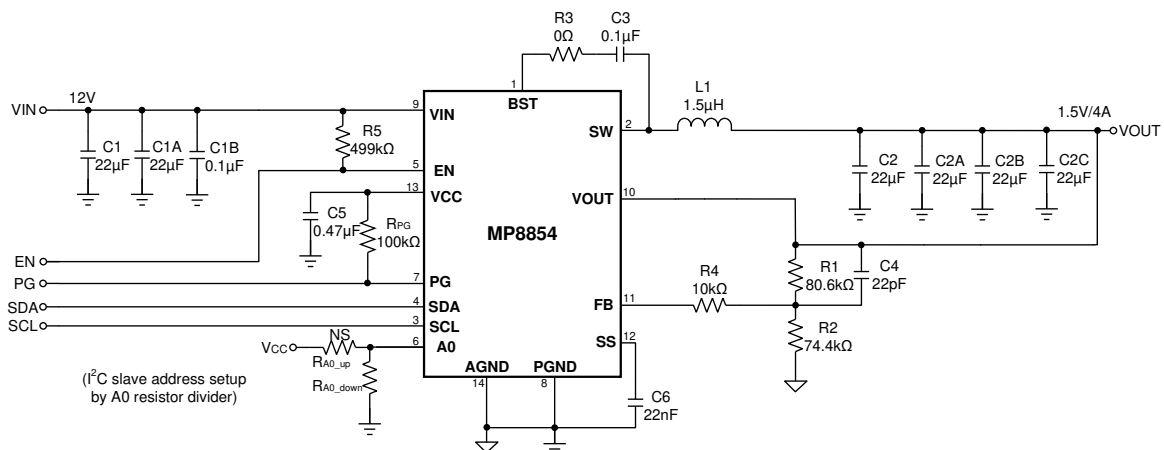 R3
0Ω
C3
0.1µF
1
BST
VIN
12V
9
VIN
C1
22µF
C1A
22µF
C1B
0.1µF
R5
499kΩ
5
EN
13
VCC
C5
0.47µF
RPG
100kΩ
MP8854
SW
2
L1
1.5µH
1.5V/4A
VOUT
C2
22µF
C2A
22µF
C2B
22µF
C2C
22µF
VOUT
10
EN
PG
7
PG
SDA
4
SDA
SCL
3
SCL
VCC
NS
6
A0
RA0_up
RA0_down
(I²C slave address setup
by A0 resistor divider)
R4
10kΩ
FB
11
R1
80.6kΩ
C4
22pF
R2
74.4kΩ
SS
12
AGND
14
PGND
8
C6
22nF